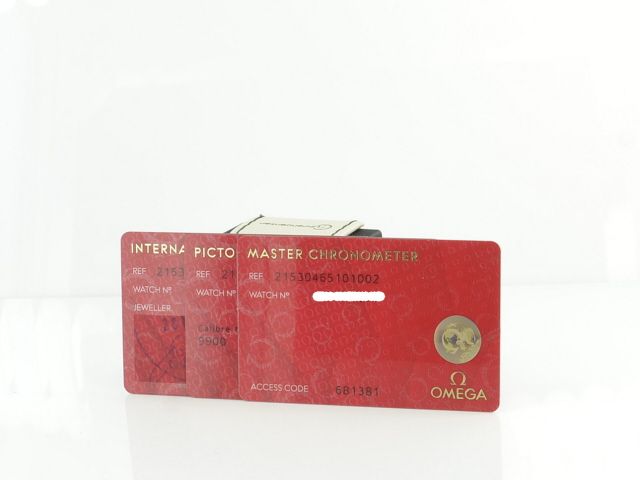 INTERNA
REF 2153
WATCH Nº
JEWELLER
PICTO
REF 21
WATCH Nº
9900
MASTER CHRONOMETER
REF 21530465101002
WATCH Nº
ACCESS CODE 681381
Ω
OMEGA